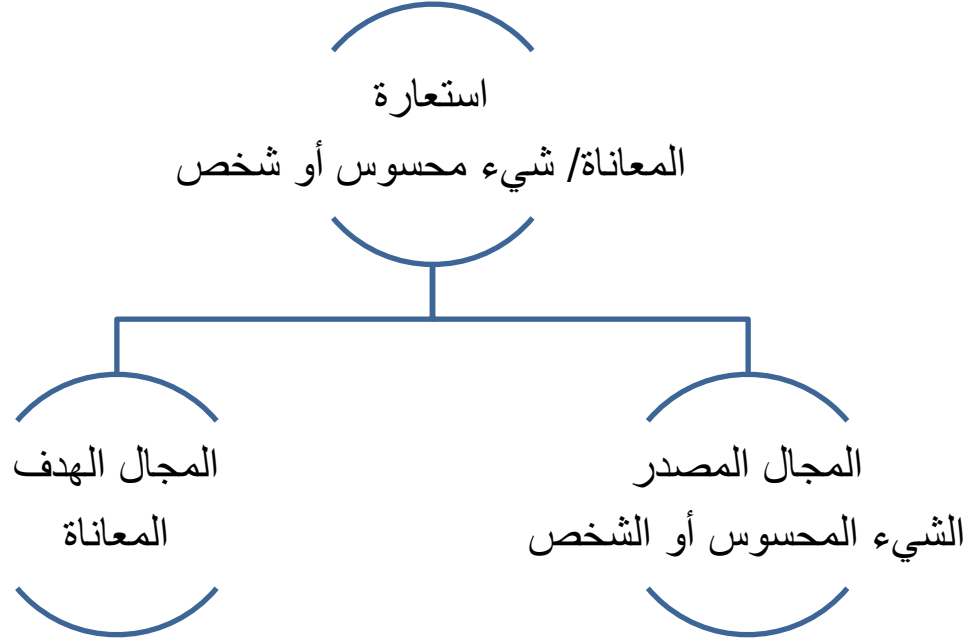 استعارة
المعاناة/ شيء محسوس أو شخص
المجال المصدر
الشيء المحسوس أو الشخص
المجال الهدف
المعاناة